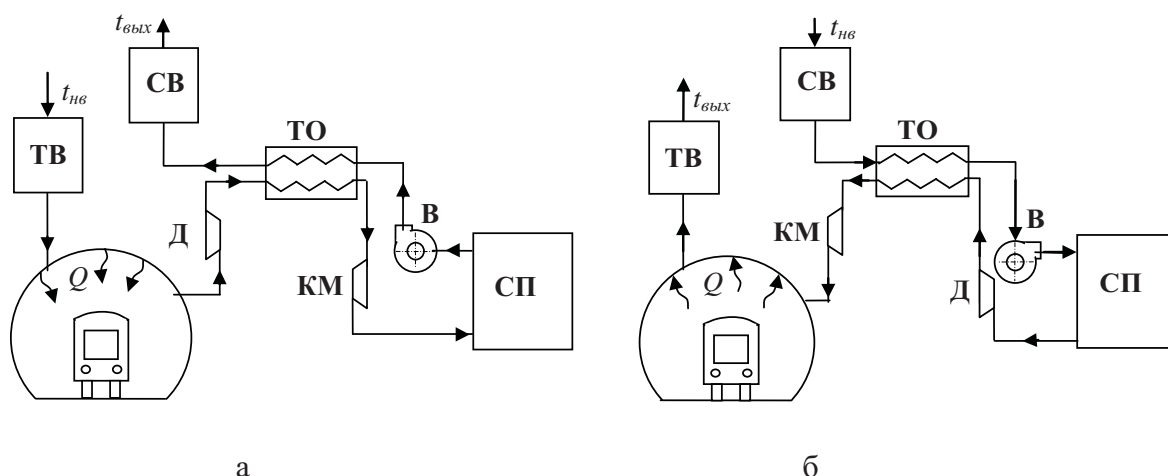 t_вых
СВ
t_нв
ТВ
ТО
Д
В
КМ
СП
Q
а
t_нв
СВ
t_вых
ТО
ТВ
КМ
В
Д
СП
Q
б